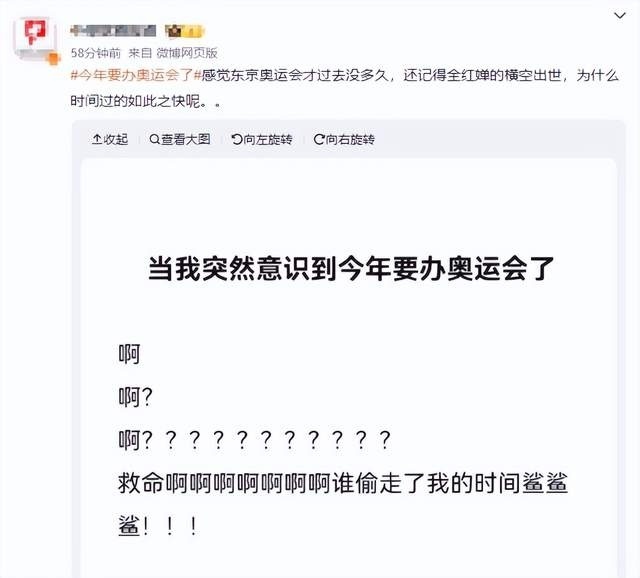 58分钟前 来自 微博网页版
#今年要办奥运会了#感觉东京奥运会才过去没多久，还记得全红婵的横空出世，为什么
时间过的如此之快呢。。
收起 查看大图 向左旋转 向右旋转
当我突然意识到今年要办奥运会了
啊
啊?
啊? ? ? ? ? ? ? ? ? ? ?
救命啊啊啊啊啊啊啊谁偷走了我的时间鲨鲨
鲨! ! !